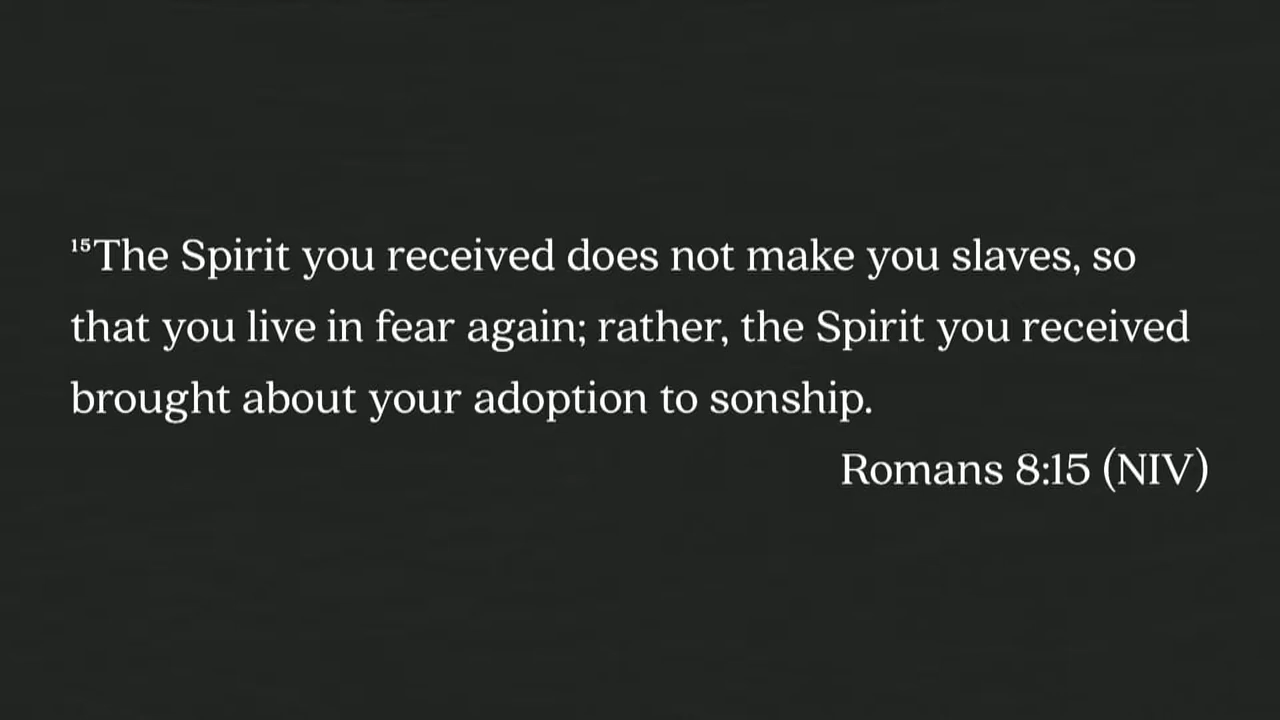 ¹⁵The Spirit you received does not make you slaves, so
that you live in fear again; rather, the Spirit you received
brought about your adoption to sonship.
Romans 8:15 (NIV)